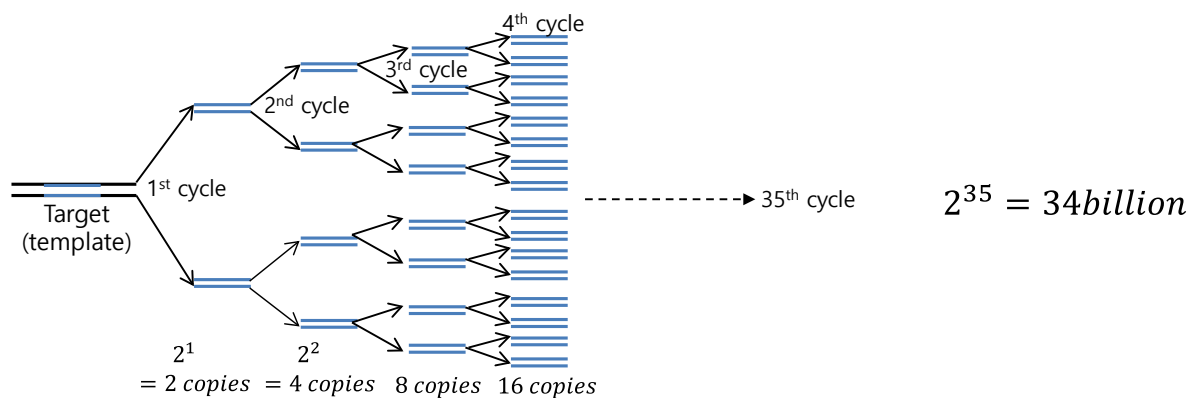 4th cycle
3rd cycle
2nd cycle
1st cycle
Target
(template)
35th cycle
2^35 = 34billion
2^1
= 2 copies
2^2
= 4 copies
8 copies
16 copies